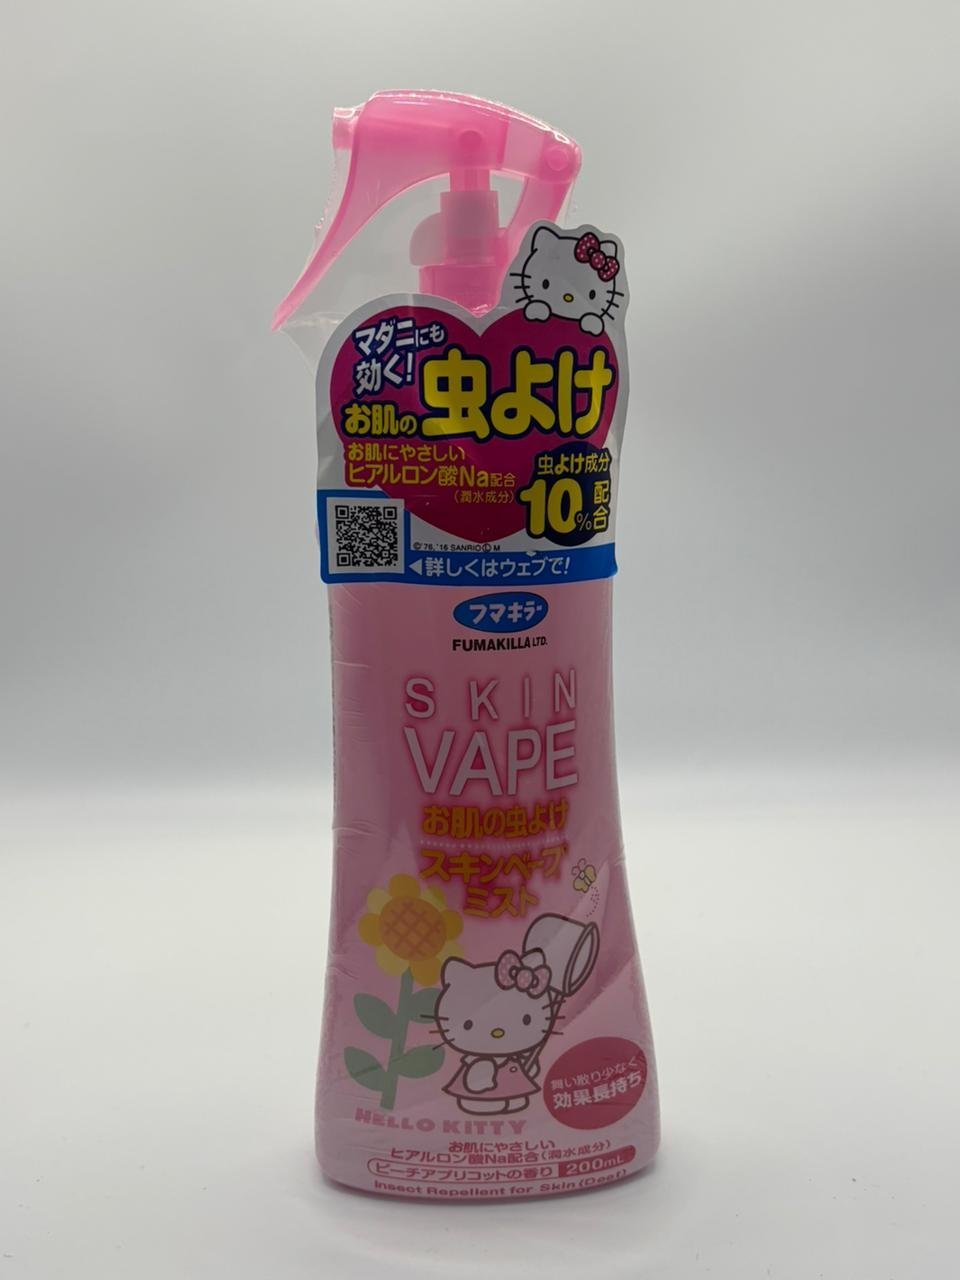 マダニにも
効く!
お肌の虫よけ
お肌にやさしい
ヒアルロン酸Na配合
(潤水成分)
虫よけ成分
10%配合
©'76,'16 SANRIO Ⓛ M
◀詳しくはウェブで!
フマキラー
FUMAKILLA LTD.
SKIN
VAPE
お肌の虫よけ
スキンベープ
ミスト
舞い散り少なく
効果長持ち
HELLO KITTY
お肌にやさしい
ヒアルロン酸Na配合(潤水成分)
ピーチアプリコットの香り 200mL
Insect Repellent for Skin (Deet)